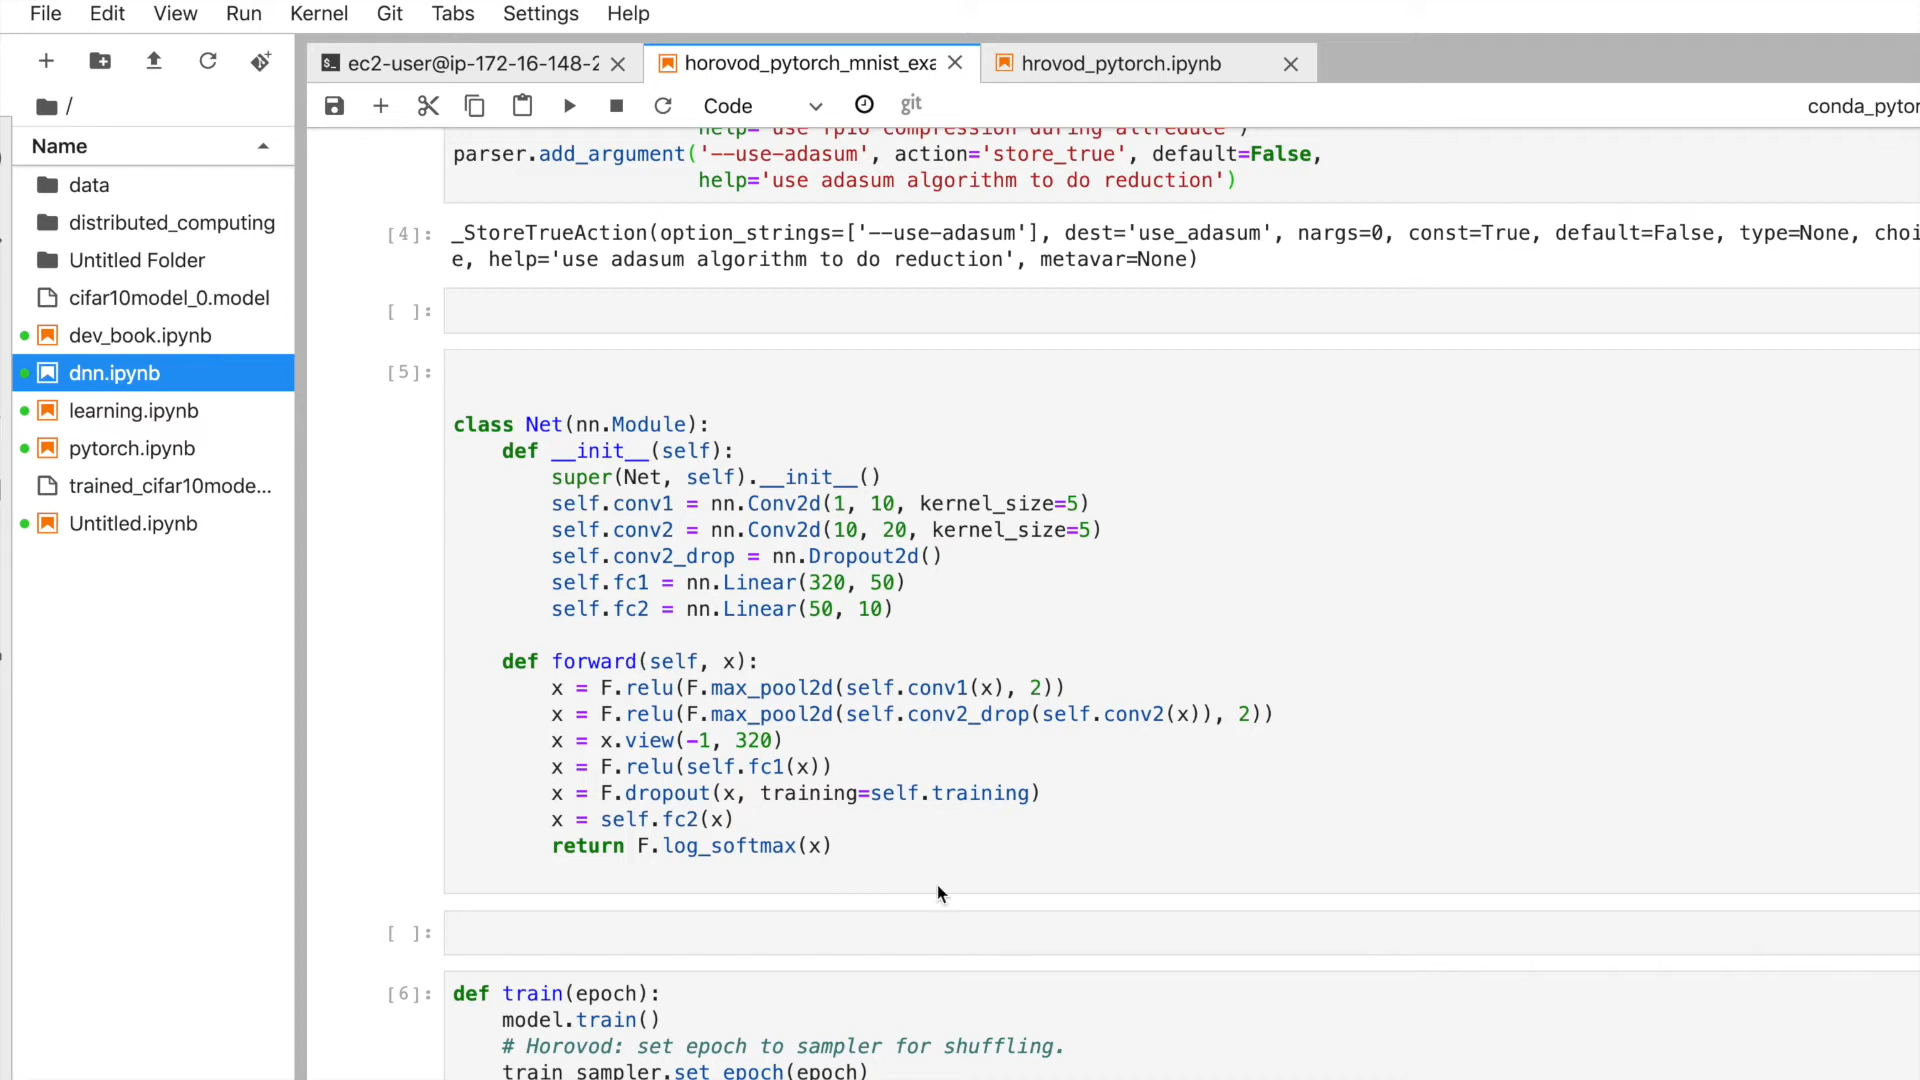 File Edit View Run Kernel Git Tabs Settings Help
ec2-user@ip-172-16-148-2
horovod_pytorch_mnist_exa
hrovod_pytorch.ipynb
Code
git
conda_pytor
/
Name
data
distributed_computing
Untitled Folder
cifar10model_0.model
dev_book.ipynb
dnn.ipynb
learning.ipynb
pytorch.ipynb
trained_cifar10mode...
Untitled.ipynb
help='use fp16 compression during allreduce')
parser.add_argument('--use-adasum', action='store_true', default=False,
help='use adasum algorithm to do reduction')
[4]: _StoreTrueAction(option_strings=['--use-adasum'], dest='use_adasum', nargs=0, const=True, default=False, type=None, choi
e, help='use adasum algorithm to do reduction', metavar=None)
[ ]:
[5]:
class Net(nn.Module):
def __init__(self):
super(Net, self).__init__()
self.conv1 = nn.Conv2d(1, 10, kernel_size=5)
self.conv2 = nn.Conv2d(10, 20, kernel_size=5)
self.conv2_drop = nn.Dropout2d()
self.fc1 = nn.Linear(320, 50)
self.fc2 = nn.Linear(50, 10)
def forward(self, x):
x = F.relu(F.max_pool2d(self.conv1(x), 2))
x = F.relu(F.max_pool2d(self.conv2_drop(self.conv2(x)), 2))
x = x.view(-1, 320)
x = F.relu(self.fc1(x))
x = F.dropout(x, training=self.training)
x = self.fc2(x)
return F.log_softmax(x)
[ ]:
[6]: def train(epoch):
model.train()
# Horovod: set epoch to sampler for shuffling.
train_sampler.set_epoch(epoch)